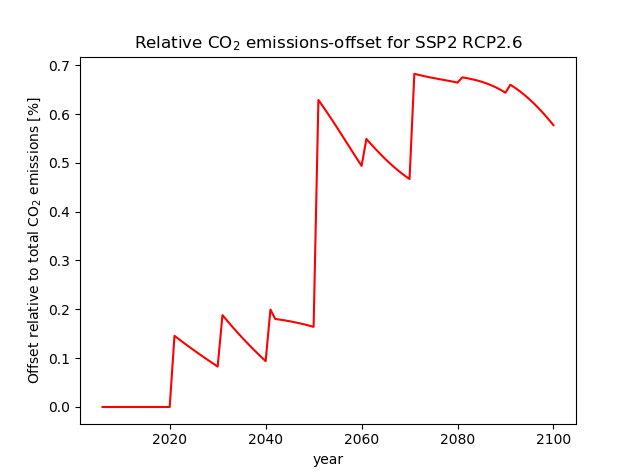 Relative CO₂ emissions-offset for SSP2 RCP2.6
Offset relative to total CO₂ emissions [%]
0.7
0.6
0.5
0.4
0.3
0.2
0.1
0.0
2020 2040 2060 2080 2100
year